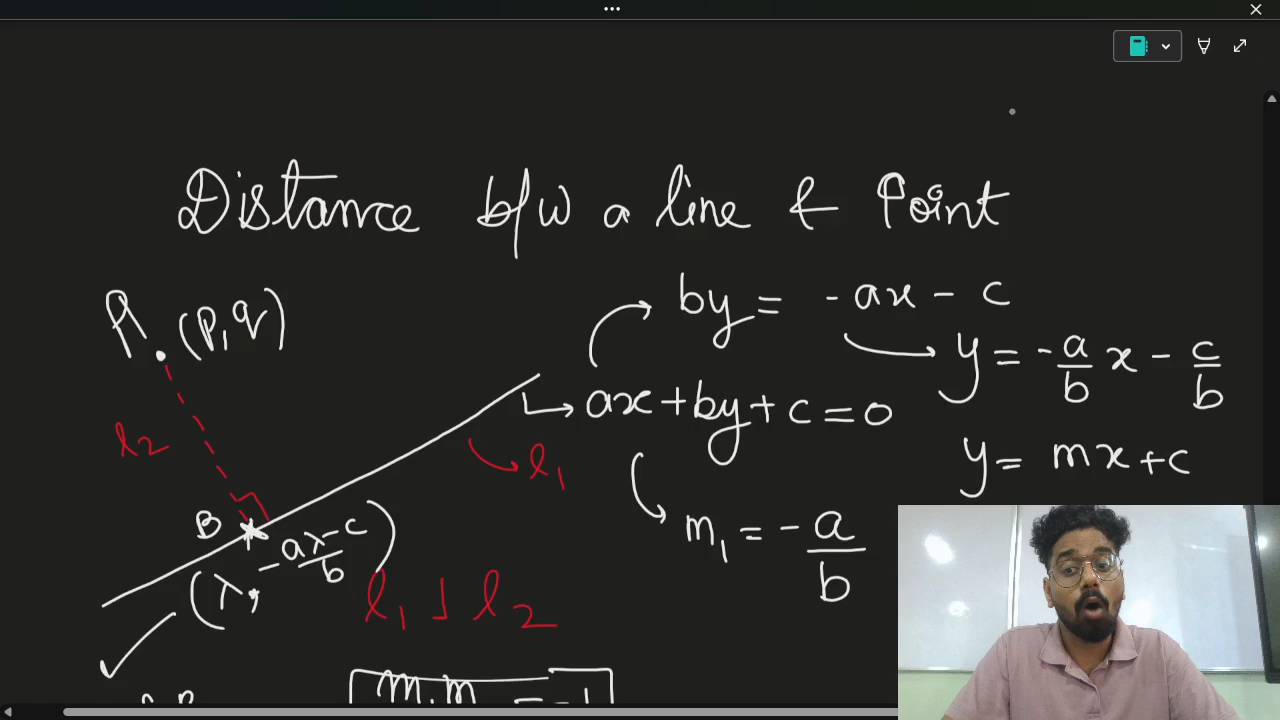 Distance b/w a line & Point
A (p, q)
by = -ax - c
y = -a/b x - c/b
ax + by + c = 0
y = mx + c
l2
l1
B
m1 = -a/b
(λ, -aλ-c/b)
l1 ⊥ l2